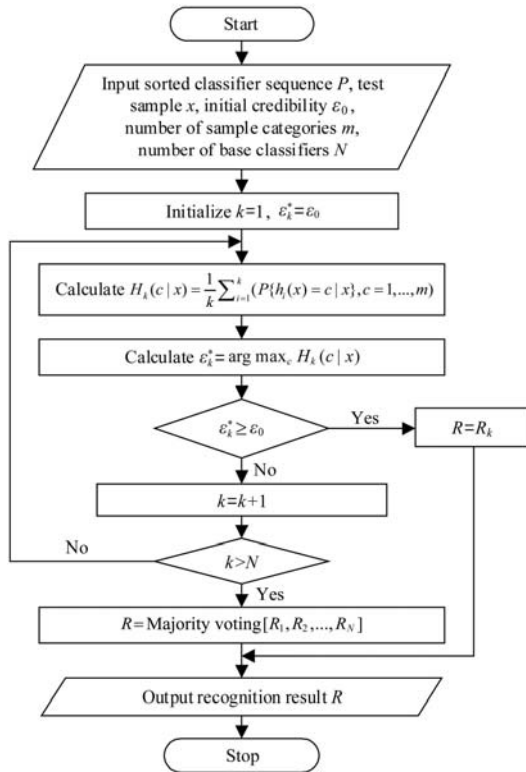 Start
Input sorted classifier sequence P, test
sample x, initial credibility ε₀,
number of sample categories m,
number of base classifiers N
Initialize k=1, ε*ₖ=ε₀
Calculate Hₖ(c|x)=1/k ∑ᵏᵢ₌₁(P{hᵢ(x)=c|x},c=1,...,m)
Calculate ε*ₖ=arg max_c Hₖ(c|x)
ε*ₖ≥ε₀
Yes
R=Rₖ
No
k=k+1
No
k>N
Yes
R=Majority voting[R₁,R₂,...,R_N]
Output recognition result R
Stop